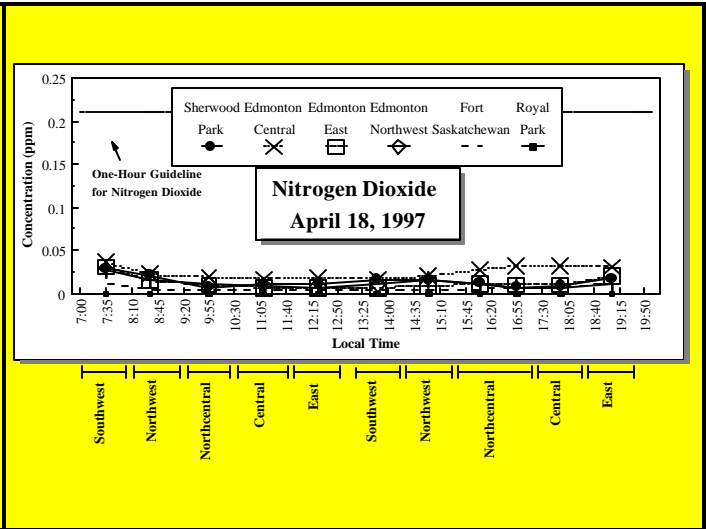 0.25
0.2
0.15
0.1
0.05
0
Concentration (ppm)
Sherwood Edmonton Edmonton Edmonton Fort Royal
Park Central East Northwest Saskatchewan Park
One-Hour Guideline
for Nitrogen Dioxide
Nitrogen Dioxide
April 18, 1997
7:00 7:35 8:10 8:45 9:20 9:55 10:30 11:05 11:40 12:15 12:50 13:25 14:00 14:35 15:10 15:45 16:20 16:55 17:30 18:05 18:40 19:15 19:50
Local Time
Southwest Northwest Northcentral Central East Southwest Northwest Northcentral Central East